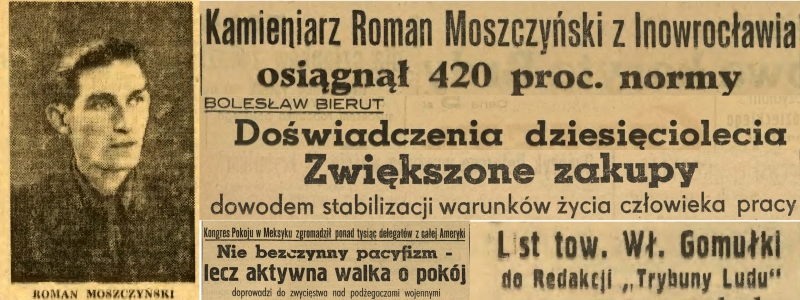 ROMAN MOSZCZYŃSKI
Kamieniarz Roman Moszczyński z Inowrocławia
osiągnął 420 proc. normy
BOLESŁAW BIERUT
Doświadczenia dziesięciolecia
Zwiększone zakupy
dowodem stabilizacji warunków życia człowieka pracy
Kongres Pokoju w Meksyku zgromadził ponad tysiąc delegatów z całej Ameryki
Nie bezczynny pacyfizm -
lecz aktywna walka o pokój
doprowadzi do zwycięstwa nad podżegaczami wojennymi
List tow. Wł. Gomułki
do Redakcji „Trybuny Ludu"